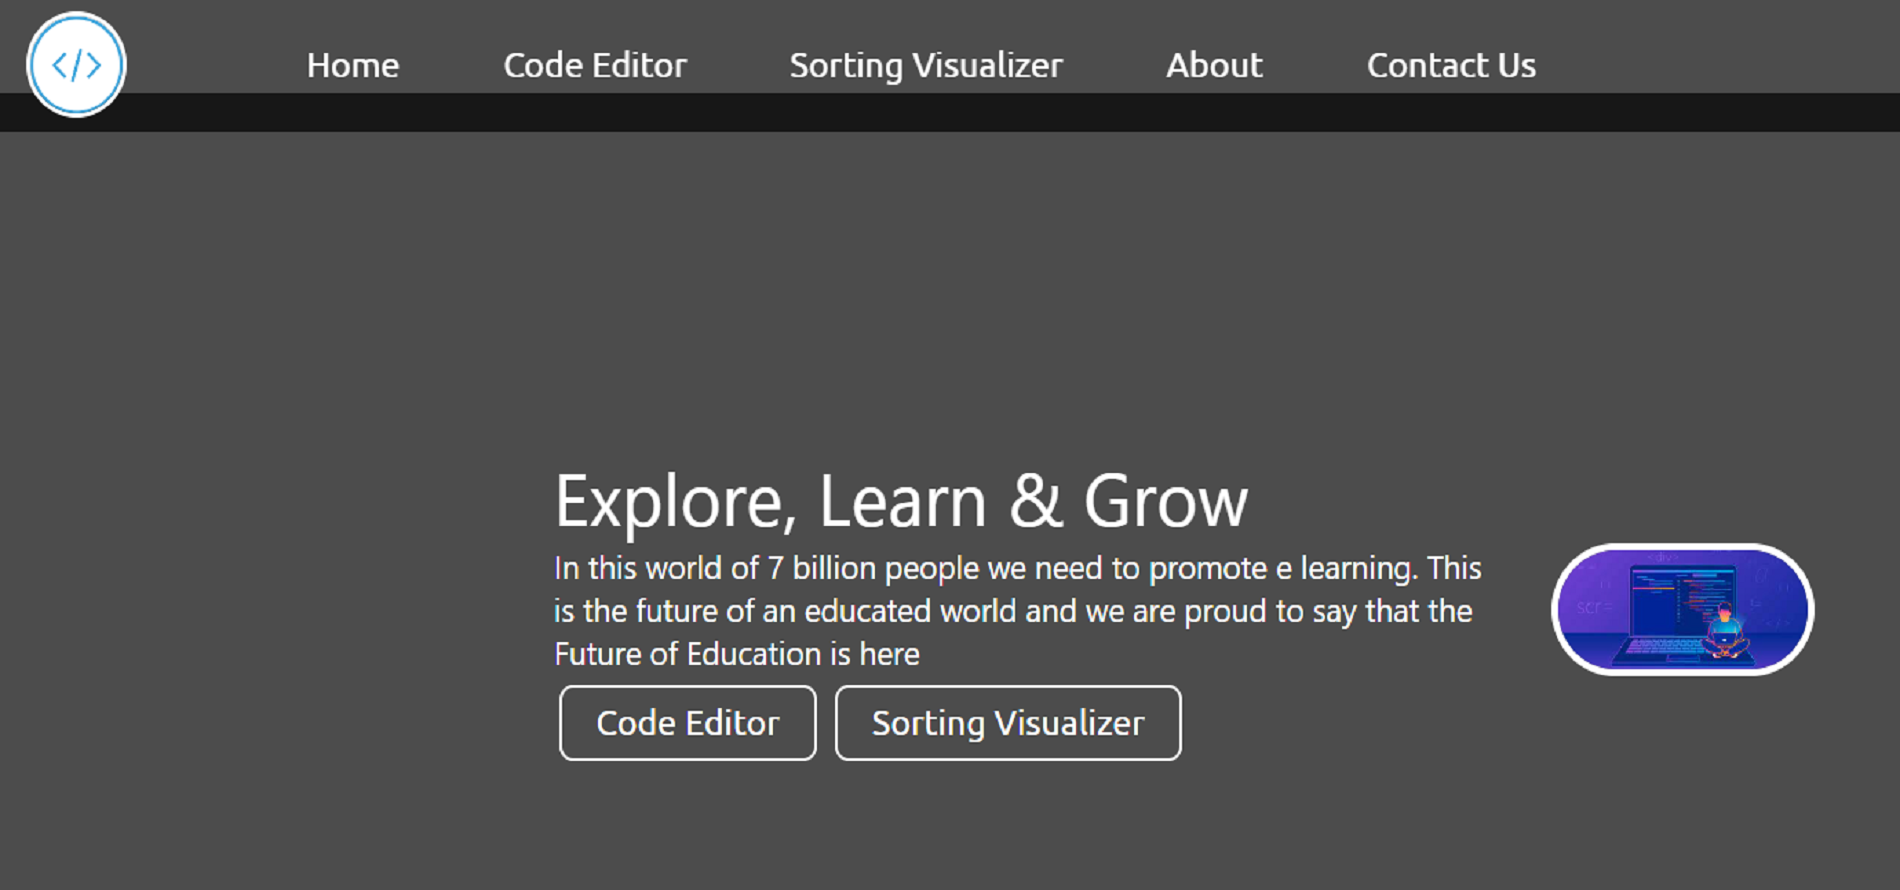 </>
Home Code Editor Sorting Visualizer About Contact Us
Explore, Learn & Grow
In this world of 7 billion people we need to promote e learning. This
is the future of an educated world and we are proud to say that the
Future of Education is here
<div>
scr=
Code Editor Sorting Visualizer